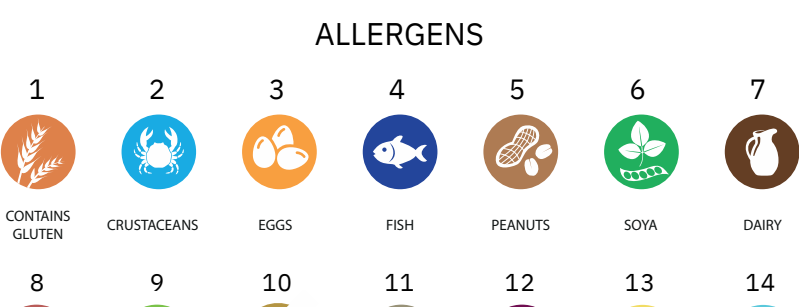 ALLERGENS
1 2 3 4 5 6 7
CONTAINS GLUTEN CRUSTACEANS EGGS FISH PEANUTS SOYA DAIRY
8 9 10 11 12 13 14